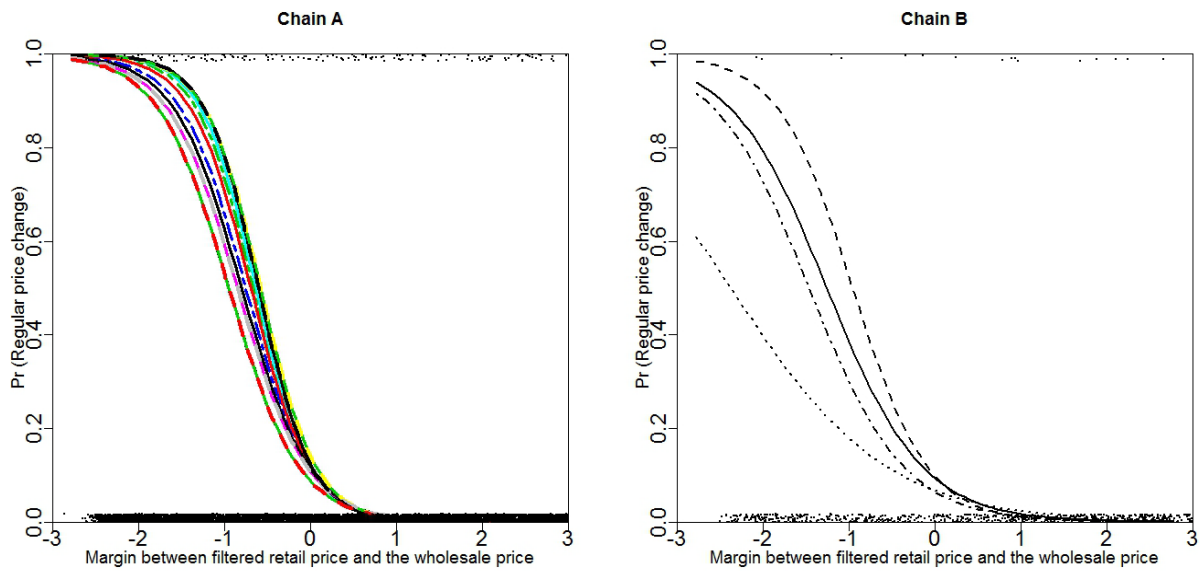 Chain A
Pr (Regular price change)
1.0
0.8
0.6
0.4
0.2
0.0
-3 -2 -1 0 1 2 3
Margin between filtered retail price and the wholesale price
Chain B
Pr (Regular price change)
1.0
0.8
0.6
0.4
0.2
0.0
-3 -2 -1 0 1 2 3
Margin between filtered retail price and the wholesale price